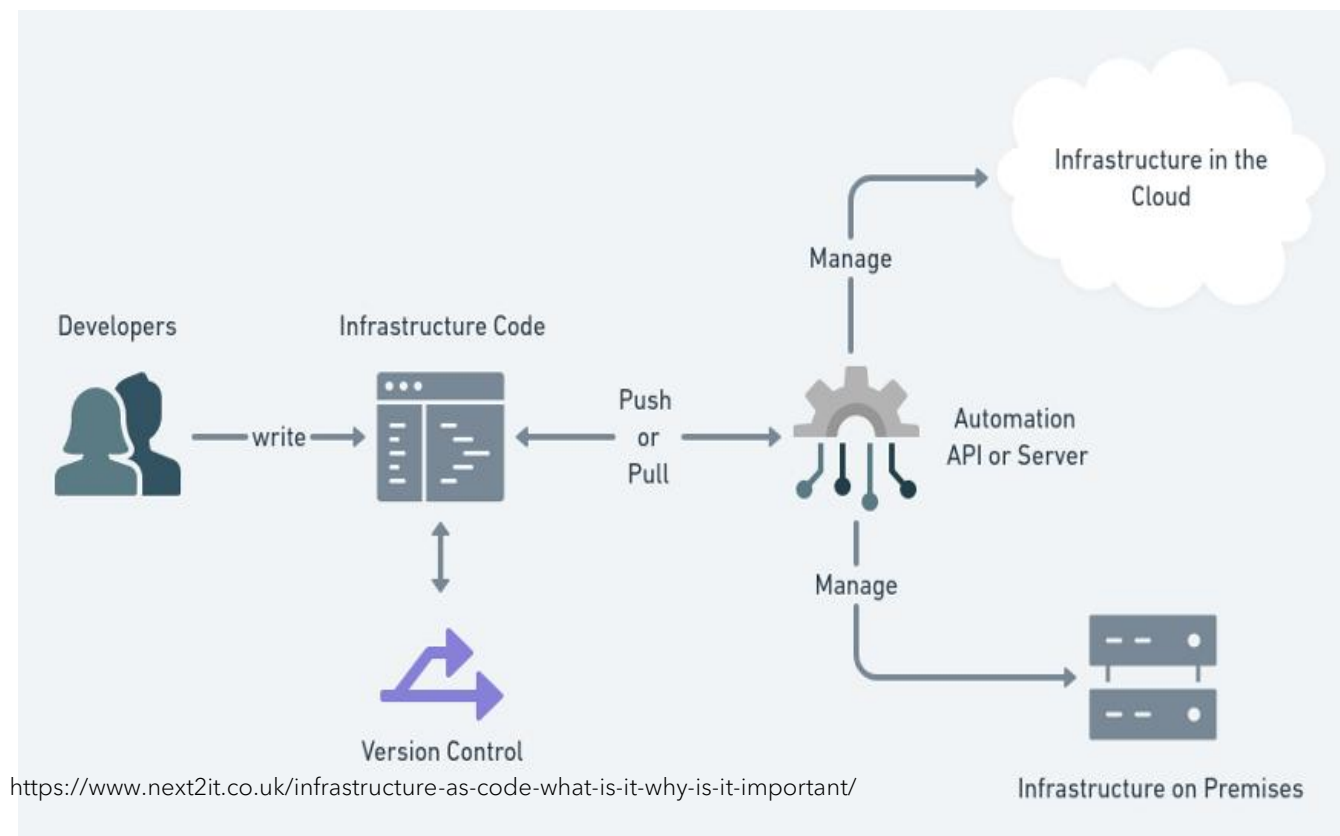 Infrastructure in the
Cloud
Manage
Developers
Infrastructure Code
write
Push
or
Pull
Automation
API or Server
Manage
Version Control
https://www.next2it.co.uk/infrastructure-as-code-what-is-it-why-is-it-important/
Infrastructure on Premises